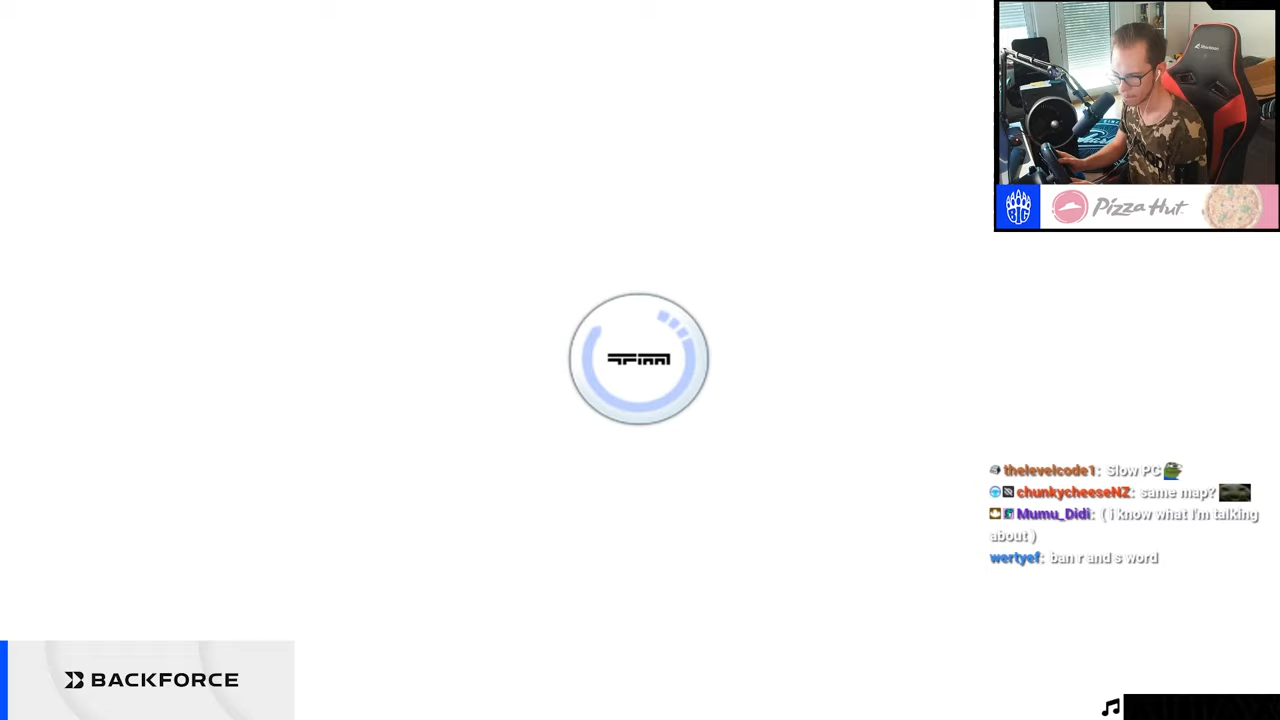 Pizza Hut
thelevelcode1: Slow PC
chunkycheeseNZ: same map?
Mumu_Didi: ( i know what I'm talking
about )
wertyef: ban r and s word
BACKFORCE